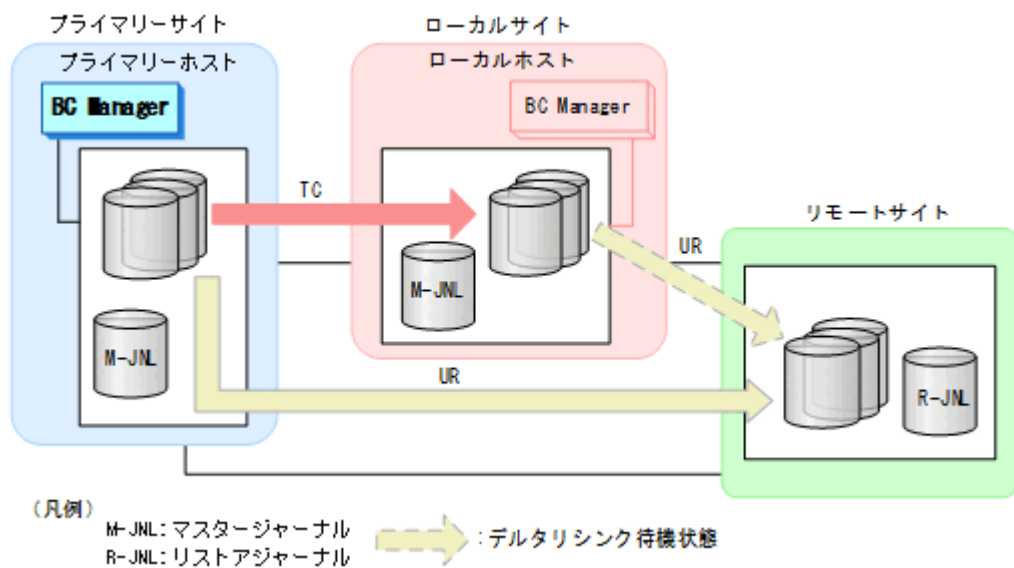 プライマリーサイト
ローカルサイト
プライマリーホスト
ローカルホスト
BC Manager
BC Manager
TC
リモートサイト
UR
M-JNL
M-JNL
UR
R-JNL
(凡例)
M-JNL:マスタージャーナル
R-JNL:リストアジャーナル
:デルタリシンク待機状態